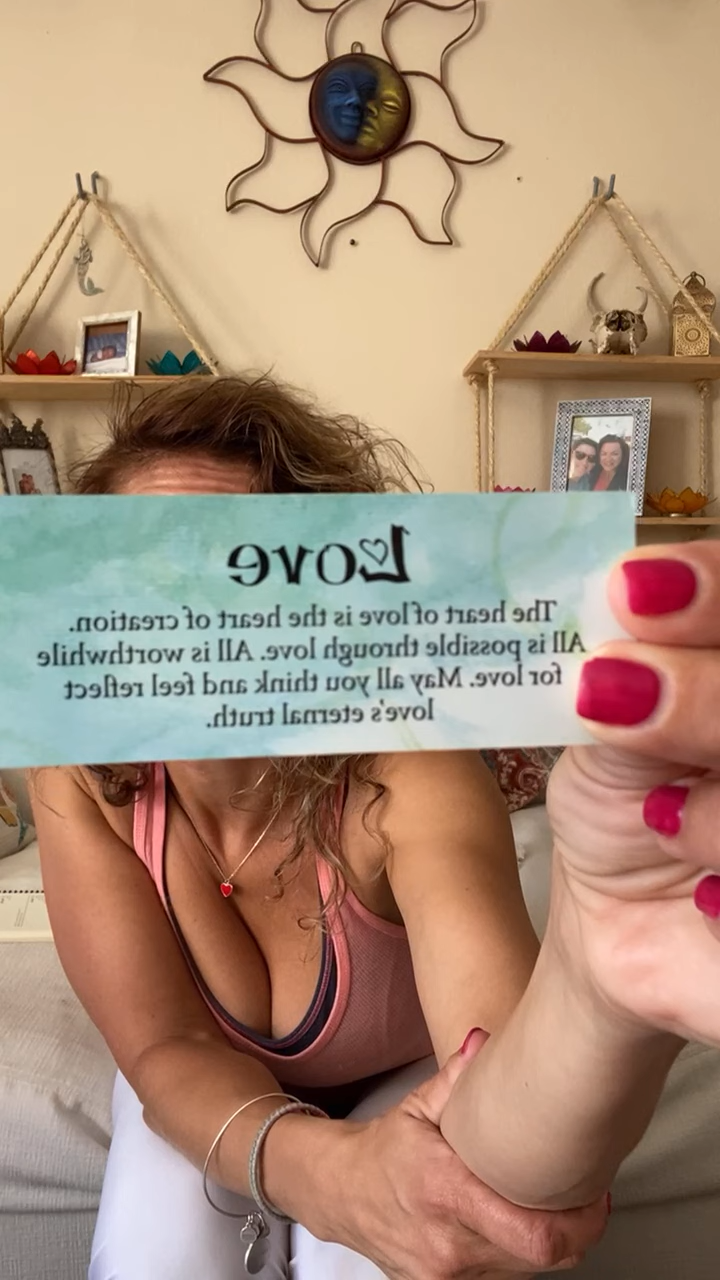 Love
The heart of love is the heart of creation.
All is possible through love. All is worthwhile
for love. May all you think and feel reflect
love's eternal truth.